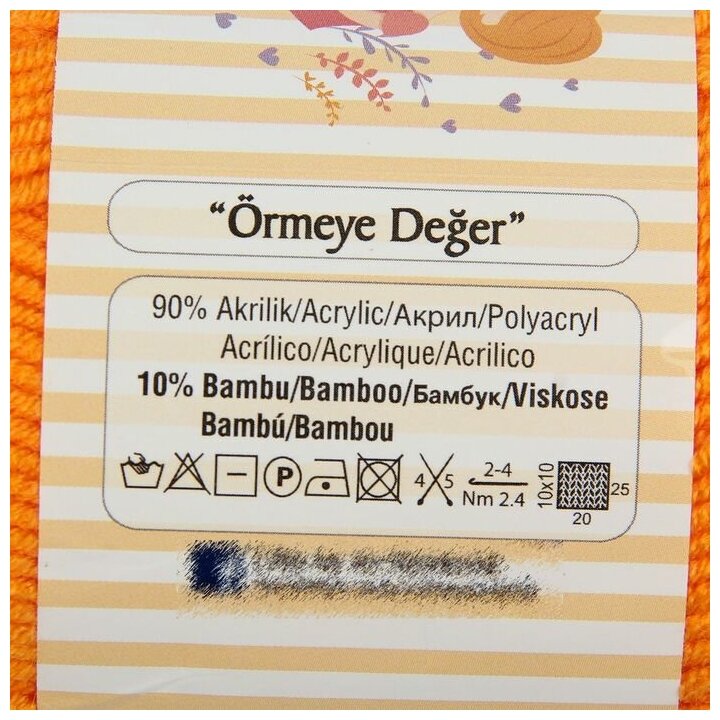 “Örmeye Değer”
90% Akrilik/Acrylic/Акрил/Polyacryl
Acrílico/Acrylique/Acrilico
10% Bambu/Bamboo/Бамбук/Viskose
Bambú/Bambou
P 4 5 2-4 10x10 25
Nm 2.4 20